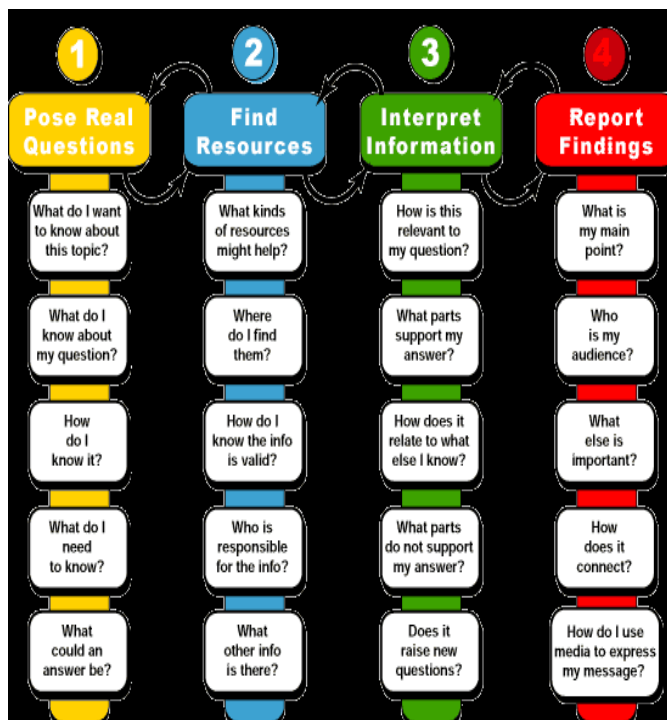 1
Pose Real
Questions
What do I want
to know about
this topic?
What do I
know about
my question?
How
do I
know it?
What do I
need
to know?
What
could an
answer be?
2
Find
Resources
What kinds
of resources
might help?
Where
do I find
them?
How do I
know the info
is valid?
Who is
responsible
for the info?
What
other info
is there?
3
Interpret
Information
How is this
relevant to
my question?
What parts
support my
answer?
How does it
relate to what
else I know?
What parts
do not support
my answer?
Does it
raise new
questions?
4
Report
Findings
What is
my main
point?
Who
is my
audience?
What
else is
important?
How
does it
connect?
How do I use
media to express
my message?